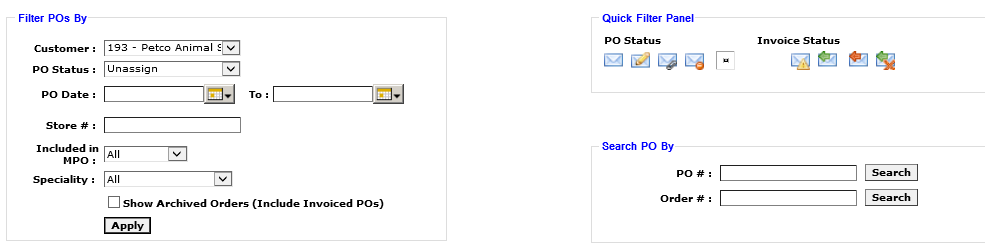 Filter POs By
Customer : 193 - Petco Animal S
PO Status : Unassign
PO Date : To :
Store # :
Included in
MPO : All
Speciality : All
Show Archived Orders (Include Invoiced POs)
Apply
Quick Filter Panel
PO Status Invoice Status
¤
Search PO By
PO # : Search
Order # : Search